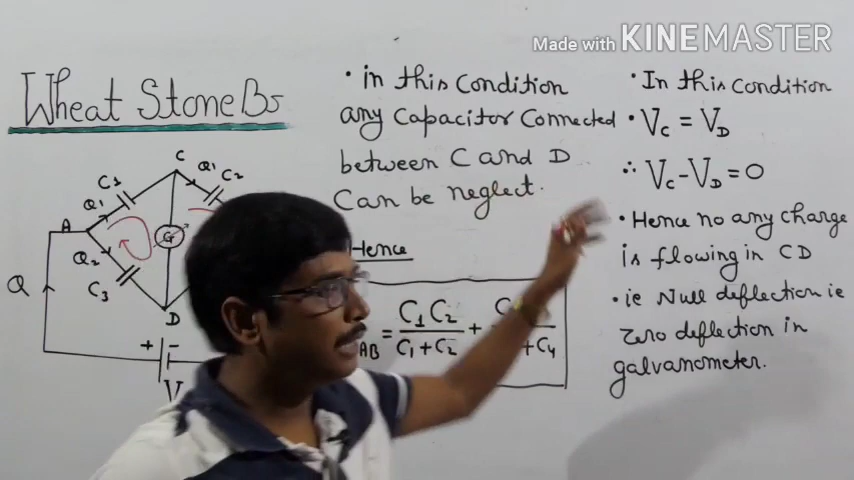 Made with KINEMASTER
Wheat Stone Br
• in this condition
any capacitor connected
between C and D
Can be neglect.
Hence
AB = C1 C2 / C1 + C2 + C / + C4
• In this condition
• VC = VD
∴ VC - VD = 0
• Hence no any charge
is flowing in CD
• ie Null deflection ie
zero deflection in
galvanometer.
C
Q1
C2
C1
Q1
A
G
Q2
Q
C3
D
+ -
V